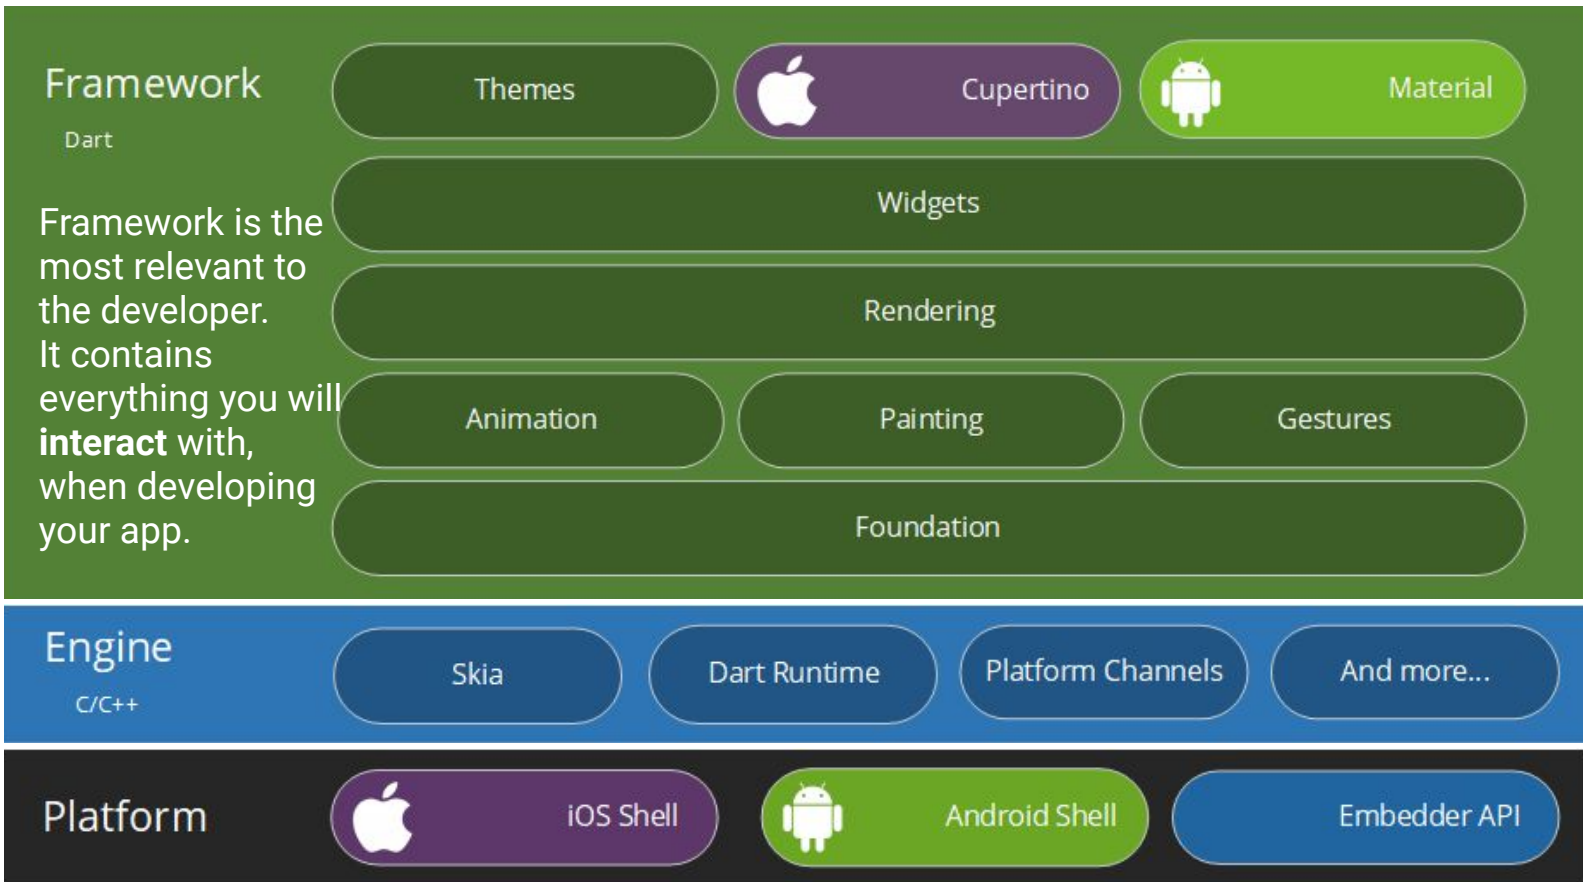 Framework
Dart
Framework is the
most relevant to
the developer.
It contains
everything you will
interact with,
when developing
your app.
Themes
Cupertino
Material
Widgets
Rendering
Animation
Painting
Gestures
Foundation
Engine
C/C++
Skia
Dart Runtime
Platform Channels
And more...
Platform
iOS Shell
Android Shell
Embedder API